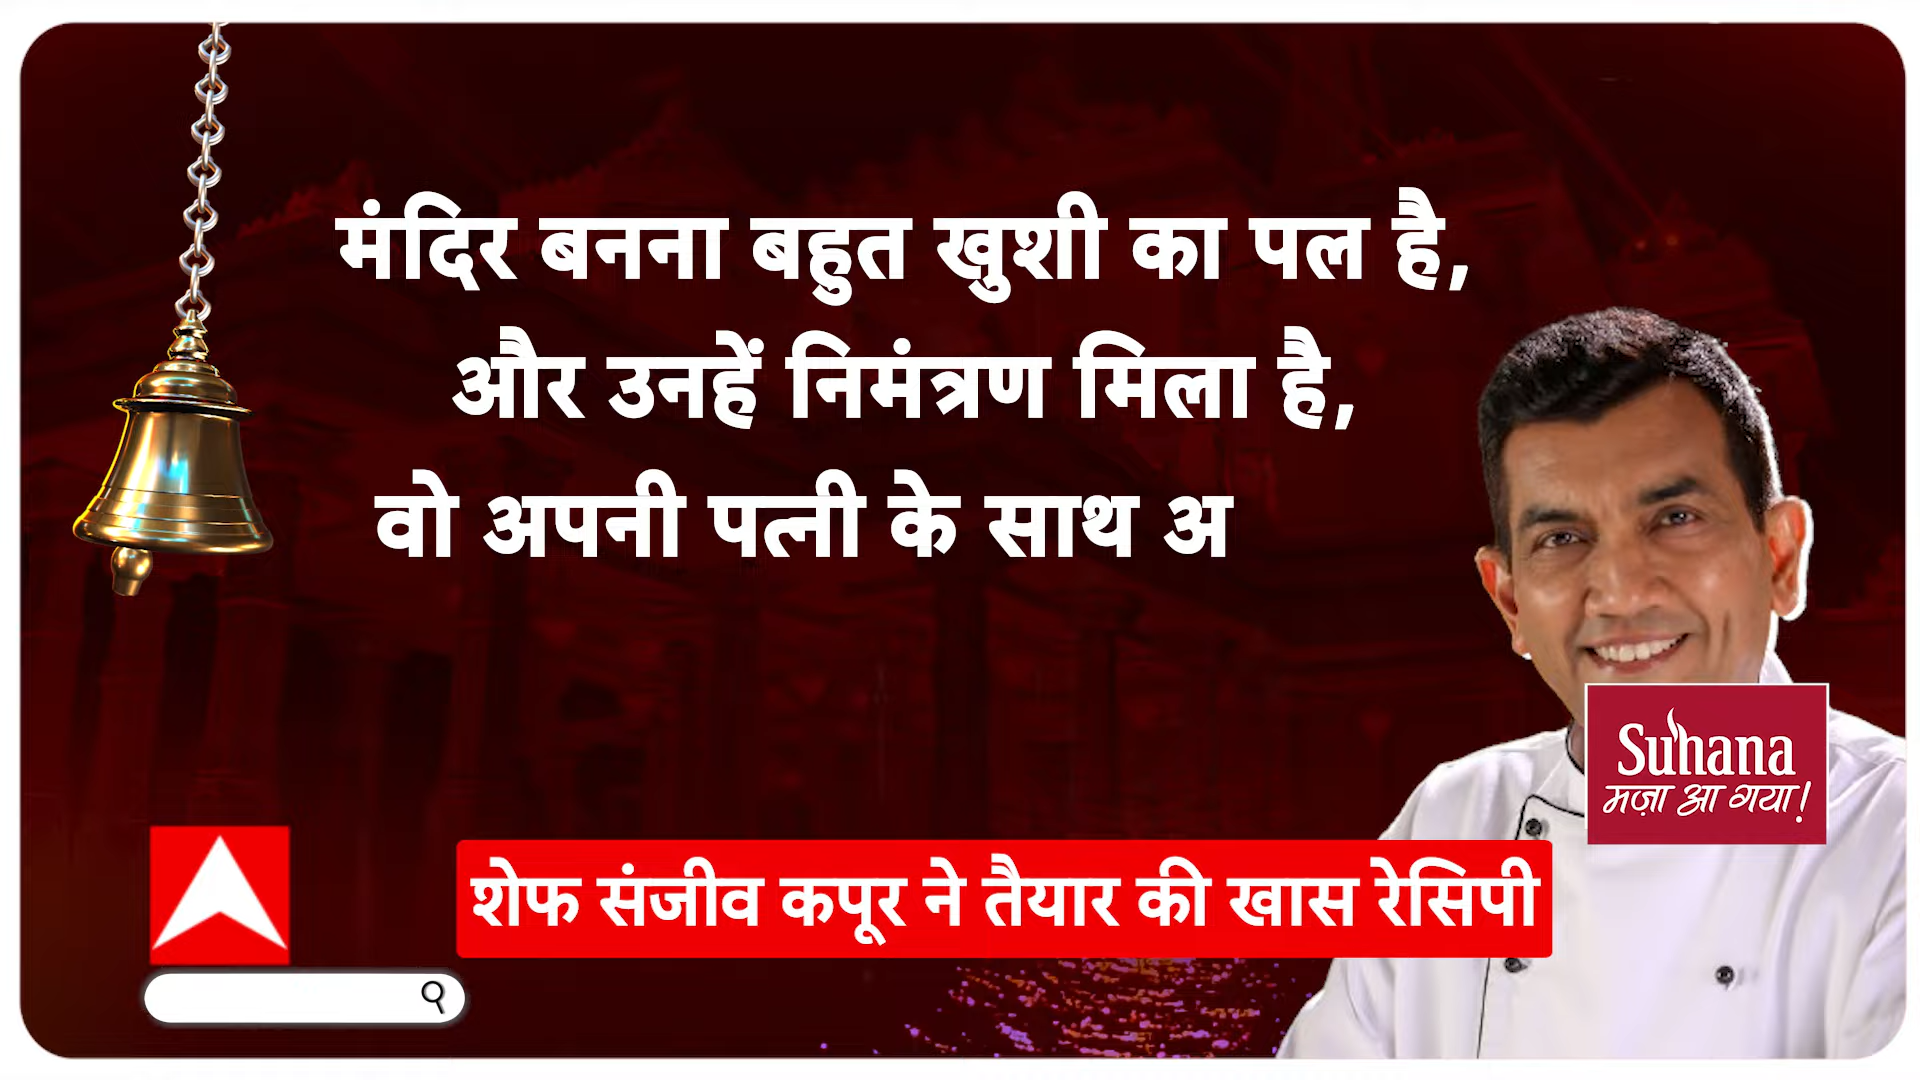 मंदिर बनना बहुत खुशी का पल है,
और उनहें निमंत्रण मिला है,
वो अपनी पत्नी के साथ अ
Suhana
मज़ा आ गया!
शेफ संजीव कपूर ने तैयार की खास रेसिपी